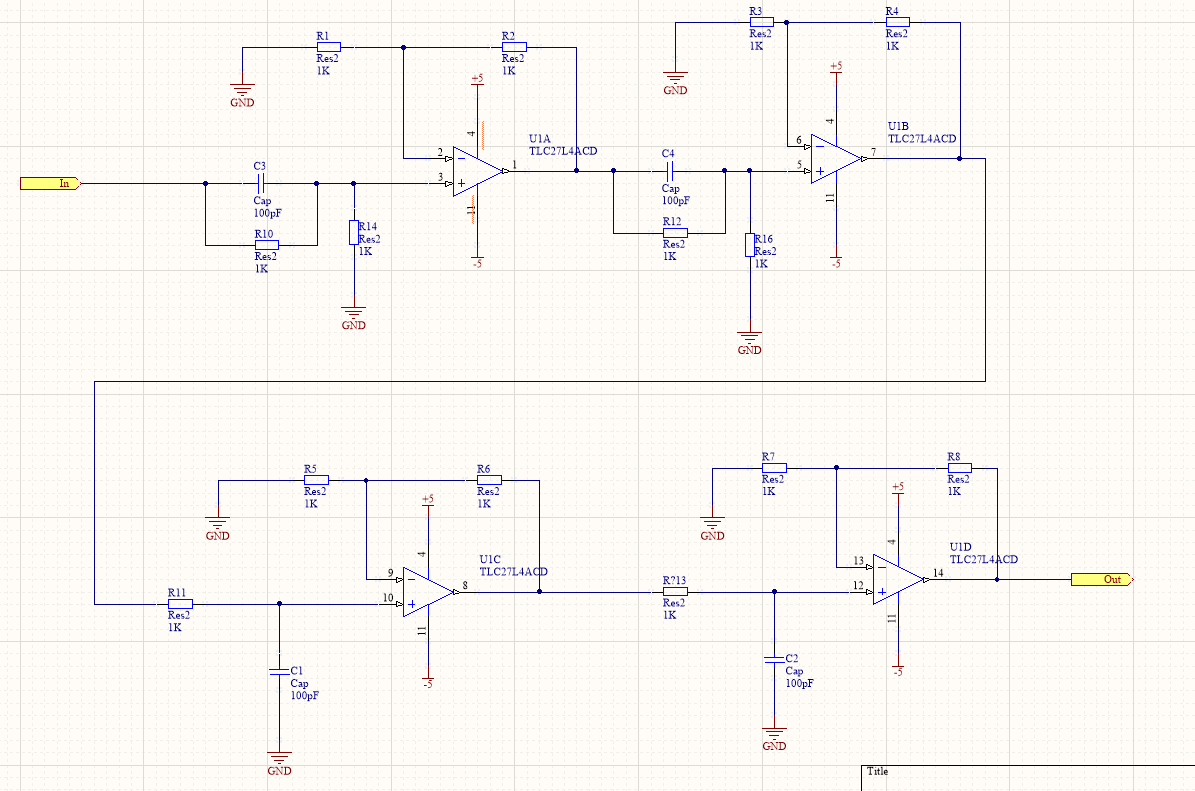 R1
Res2
1K
R2
Res2
1K
R3
Res2
1K
R4
Res2
1K
GND
GND
+5
4
U1A
TLC27L4ACD
2
3
1
11
-5
+5
4
U1B
TLC27L4ACD
6
5
7
11
-5
In
C3
Cap
100pF
R10
Res2
1K
R14
Res2
1K
GND
C4
Cap
100pF
R12
Res2
1K
R16
Res2
1K
GND
R5
Res2
1K
R6
Res2
1K
GND
+5
4
U1C
TLC27L4ACD
9
10
8
11
-5
R11
Res2
1K
C1
Cap
100pF
GND
R7
Res2
1K
R8
Res2
1K
GND
+5
4
U1D
TLC27L4ACD
13
12
14
11
-5
Out
R?13
Res2
1K
C2
Cap
100pF
GND
Title